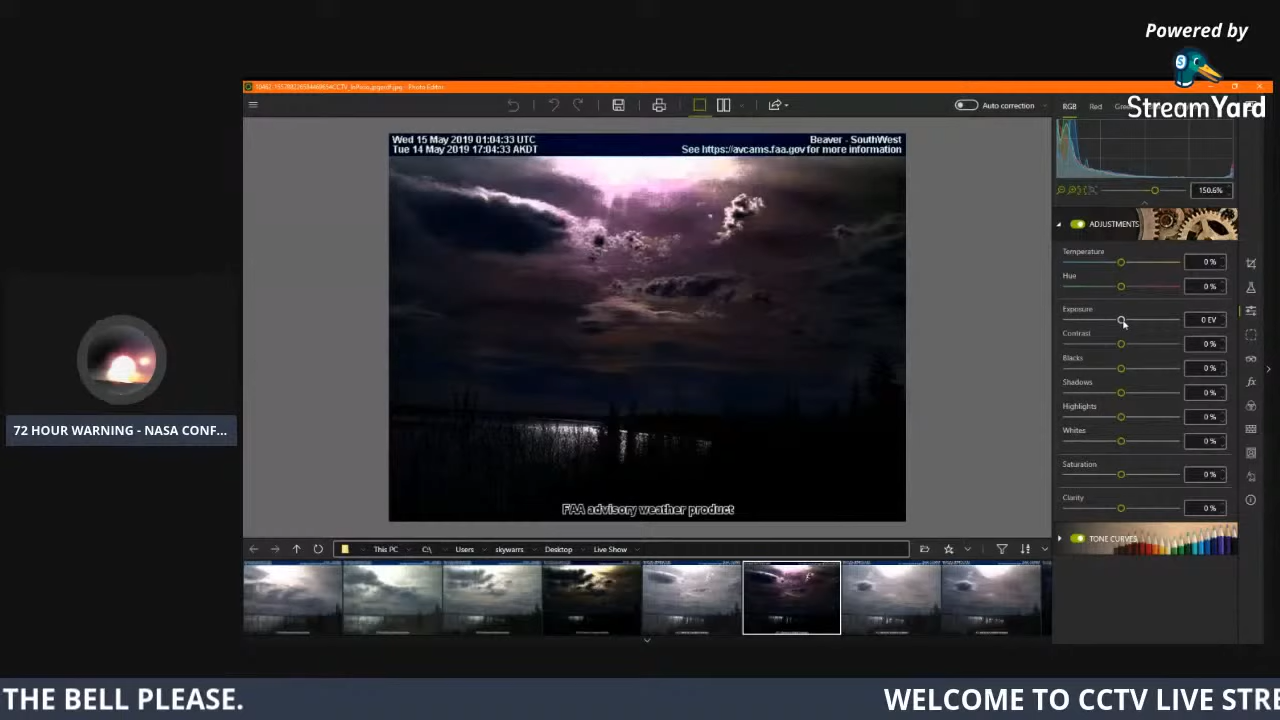 Powered by
StreamYard
Auto correction
RGB
Red
Wed 15 May 2019 01:04:33 UTC
Tue 14 May 2019 17:04:33 AKDT
Beaver - SouthWest
See https://avcams.faa.gov for more information
150.6%
ADJUSTMENTS
Temperature
0 %
Hue
0 %
Exposure
0 EV
Contrast
0 %
Blacks
0 %
Shadows
0 %
Highlights
0 %
Whites
0 %
Saturation
0 %
Clarity
0 %
TONE CURVES
72 HOUR WARNING - NASA CONF...
FAA advisory weather product
This PC
C:\
Users
skywarrs
Desktop
Live Show
THE BELL PLEASE.
WELCOME TO CCTV LIVE STRE